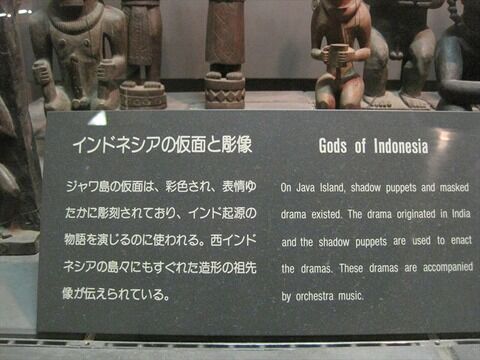 インドネシアの仮面と彫像
ジャワ島の仮面は、彩色され、表情ゆ
たかに彫刻されており、インド起源の
物語を演じるのに使われる。西インド
ネシアの島々にもすぐれた造形の祖先
像が伝えられている。
Gods of Indonesia
On Java Island, shadow puppets and masked
drama existed. The drama originated in India
and the shadow puppets are used to enact
the dramas. These dramas are accompanied
by orchestra music.